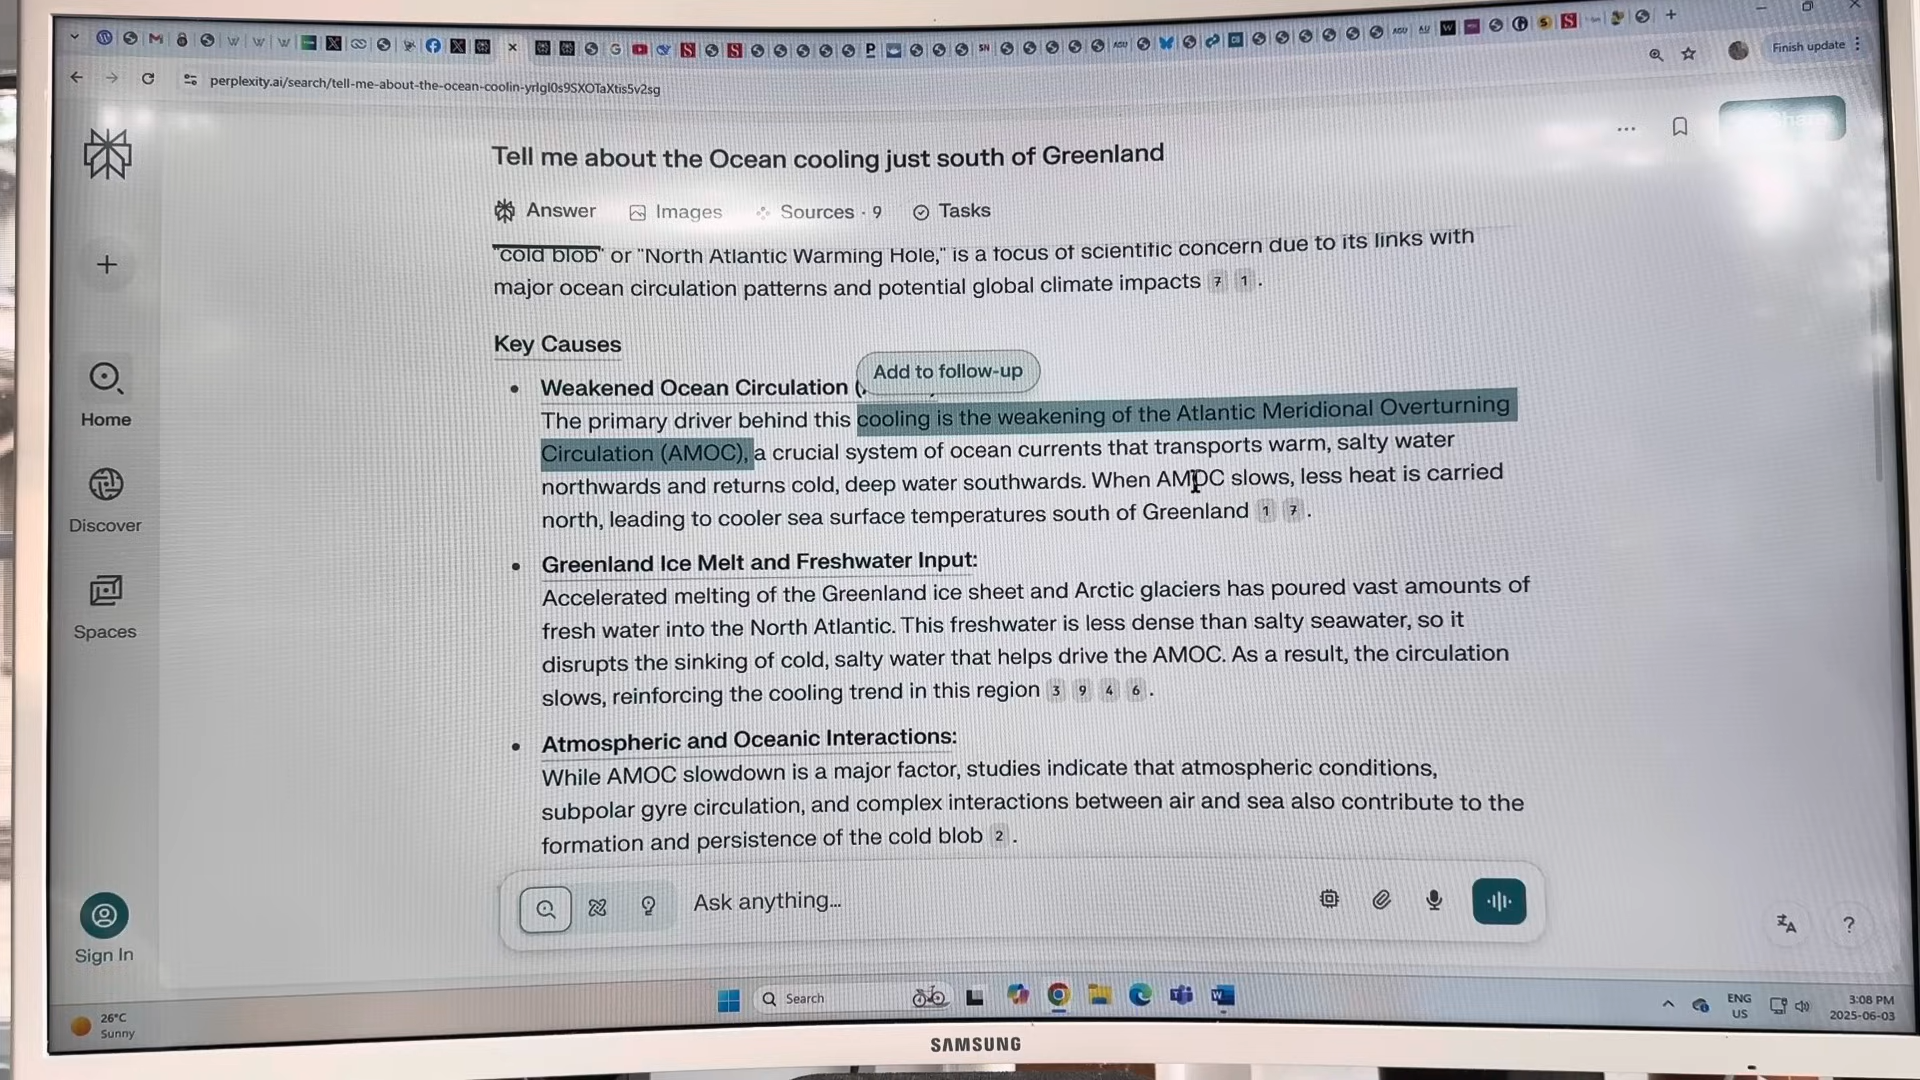 Finish update
perplexity.ai/search/tell-me-about-the-ocean-coolin-yrlgl0s9SXOTaXtis5v2sg
Share
Tell me about the Ocean cooling just south of Greenland
Answer Images Sources · 9 Tasks
"cold blob" or "North Atlantic Warming Hole," is a focus of scientific concern due to its links with
major ocean circulation patterns and potential global climate impacts 7 1 .
Key Causes
Add to follow-up
Weakened Ocean Circulation (
The primary driver behind this cooling is the weakening of the Atlantic Meridional Overturning
Circulation (AMOC), a crucial system of ocean currents that transports warm, salty water
northwards and returns cold, deep water southwards. When AMOC slows, less heat is carried
north, leading to cooler sea surface temperatures south of Greenland 1 7 .
Greenland Ice Melt and Freshwater Input:
Accelerated melting of the Greenland ice sheet and Arctic glaciers has poured vast amounts of
fresh water into the North Atlantic. This freshwater is less dense than salty seawater, so it
disrupts the sinking of cold, salty water that helps drive the AMOC. As a result, the circulation
slows, reinforcing the cooling trend in this region 3 9 4 6 .
Atmospheric and Oceanic Interactions:
While AMOC slowdown is a major factor, studies indicate that atmospheric conditions,
subpolar gyre circulation, and complex interactions between air and sea also contribute to the
formation and persistence of the cold blob 2 .
Ask anything...
Home
Discover
Spaces
Sign In
26°C
Sunny
Search
ENG
US
3:08 PM
2025-06-03
SAMSUNG